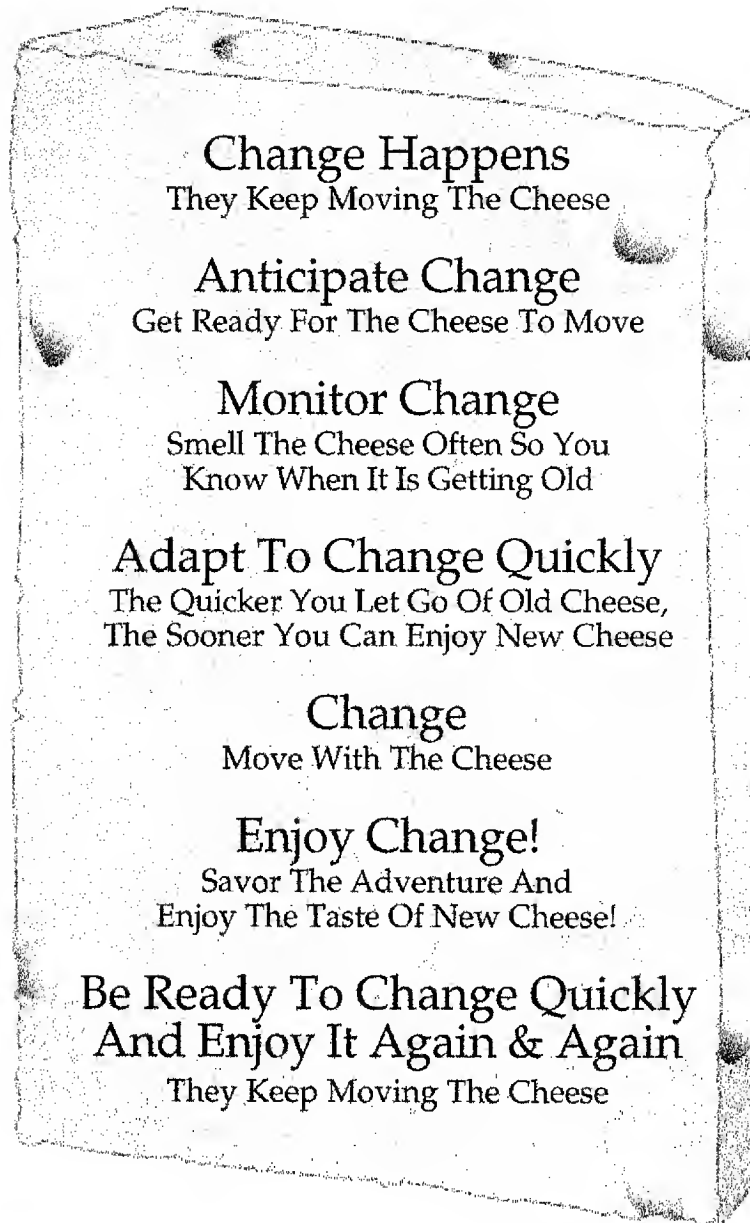 Change Happens
They Keep Moving The Cheese
Anticipate Change
Get Ready For The Cheese To Move
Monitor Change
Smell The Cheese Often So You
Know When It Is Getting Old
Adapt To Change Quickly
The Quicker You Let Go Of Old Cheese,
The Sooner You Can Enjoy New Cheese
Change
Move With The Cheese
Enjoy Change!
Savor The Adventure And
Enjoy The Taste Of New Cheese!
Be Ready To Change Quickly
And Enjoy It Again & Again
They Keep Moving The Cheese